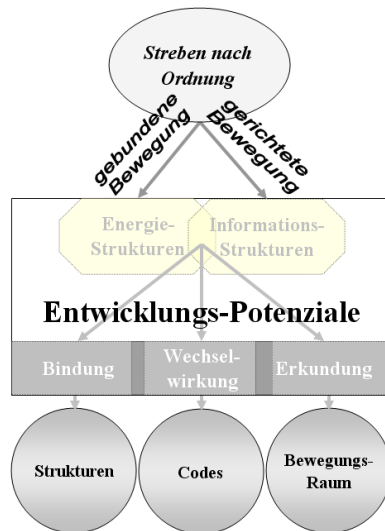 Streben nach
Ordnung
gebundene
Bewegung
gerichtete
Bewegung
Energie-
Strukturen
Informations-
Strukturen
Entwicklungs-Potenziale
Bindung
Wechsel-
wirkung
Erkundung
Strukturen
Codes
Bewegungs-
Raum